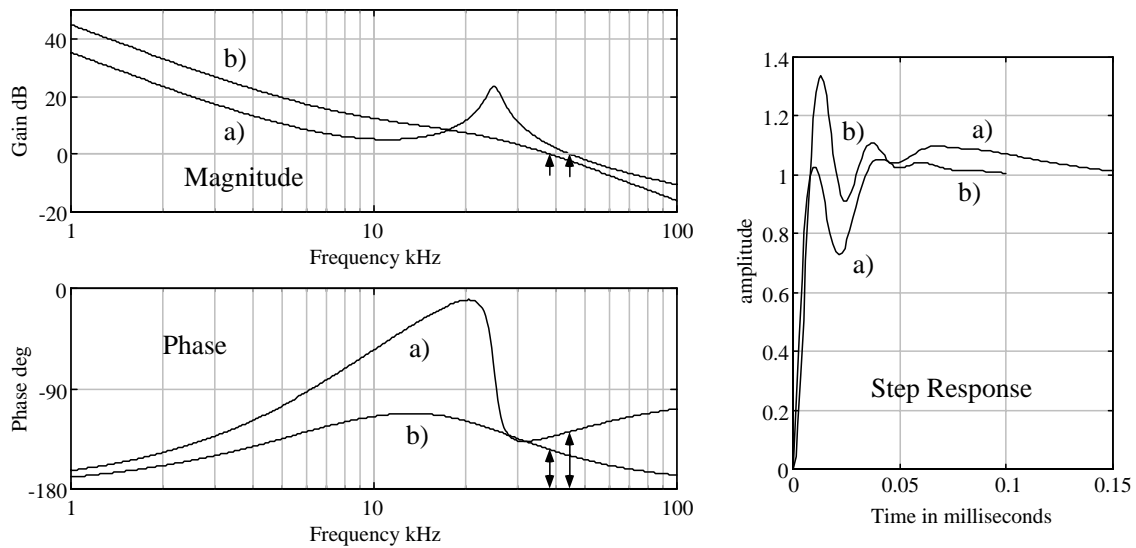 40
20
0
-20
Gain dB
b)
a)
Magnitude
1
10
100
Frequency kHz
0
-90
-180
Phase deg
Phase
a)
b)
1
10
100
Frequency kHz
1.4
1.2
1
0.8
0.6
0.4
0.2
0
amplitude
b)
a)
b)
a)
Step Response
0
0.05
0.1
0.15
Time in milliseconds